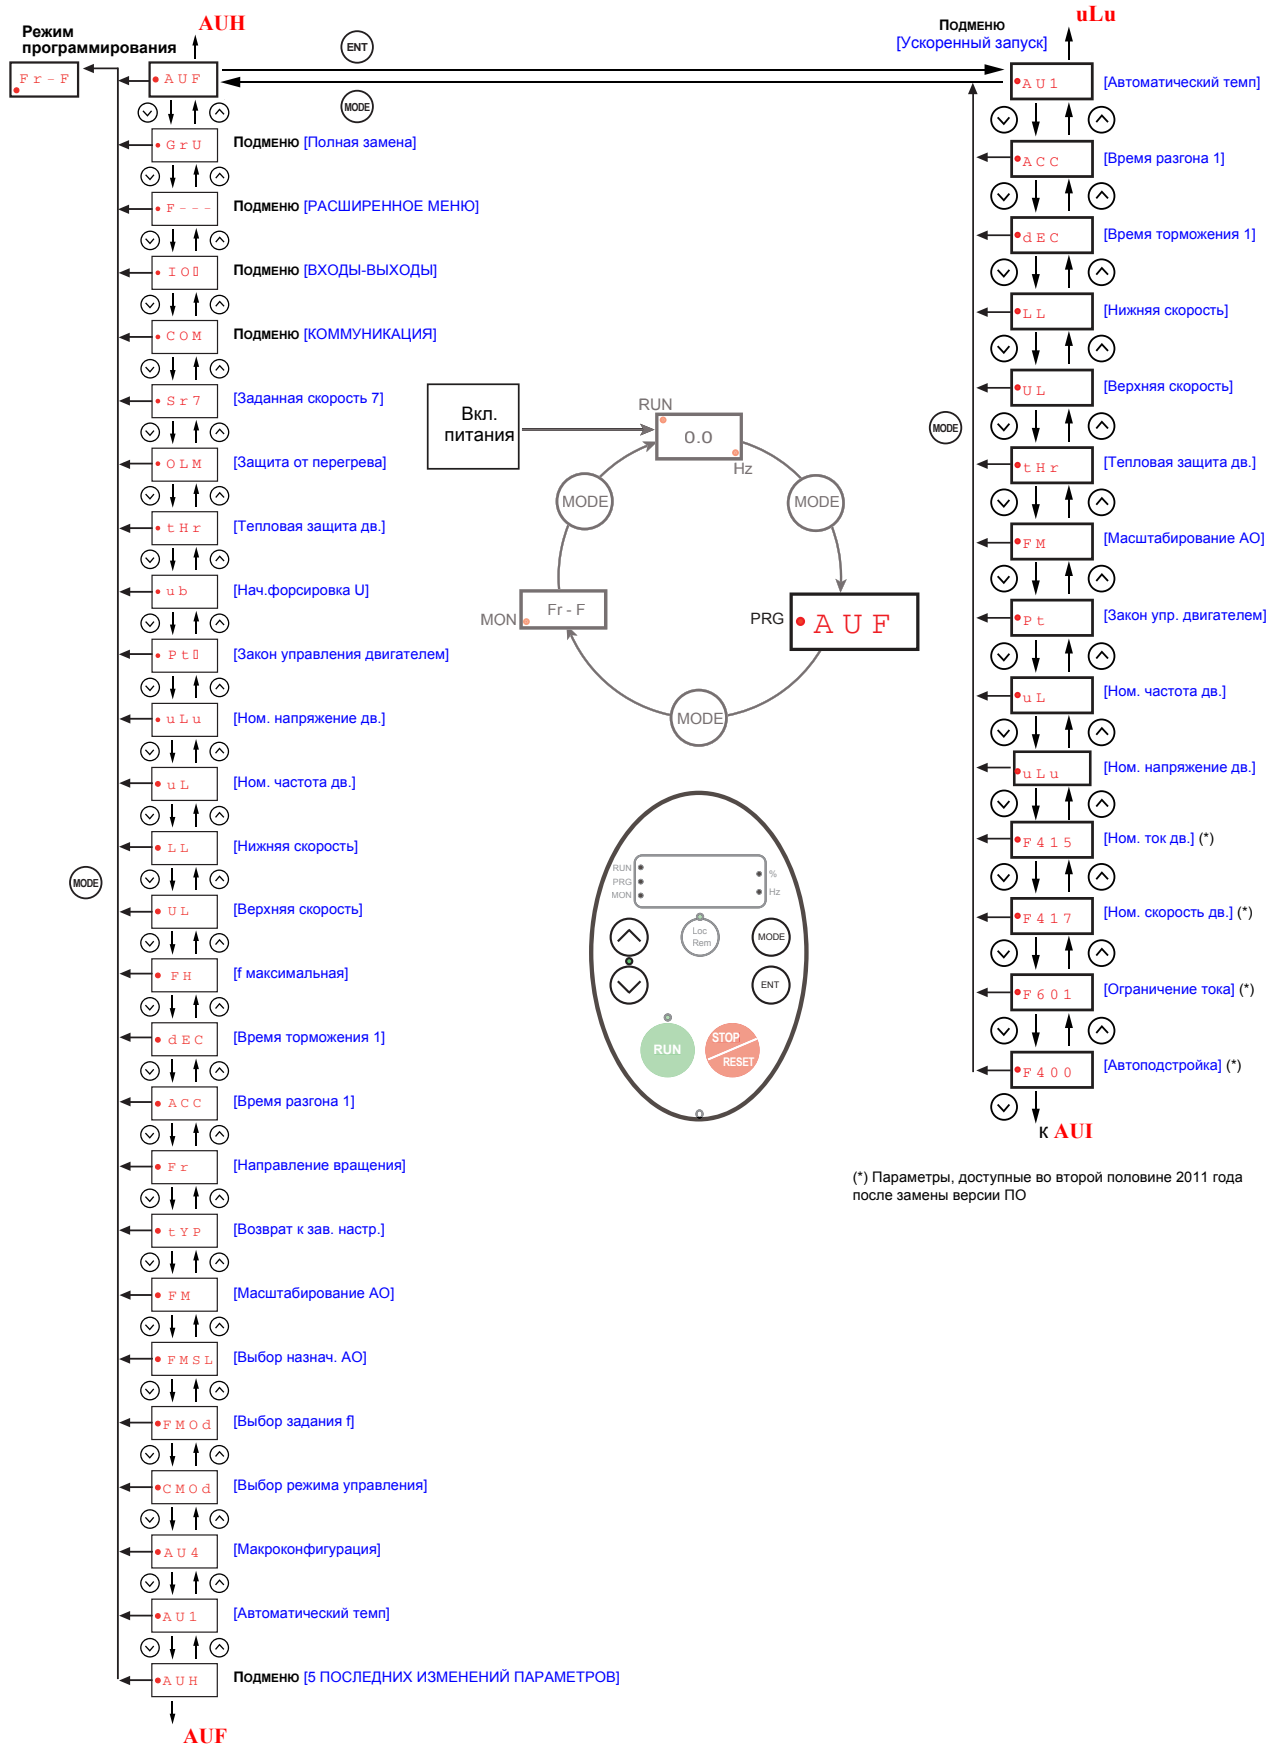 AUH
Режим
программирования
Fr-F
AUF
ENT
MODE
GrU
Подменю [Полная замена]
F---
Подменю [РАСШИРЕННОЕ МЕНЮ]
IO
Подменю [ВХОДЫ-ВЫХОДЫ]
COM
Подменю [КОММУНИКАЦИЯ]
Sr7
[Заданная скорость 7]
OLM
[Защита от перегрева]
tHr
[Тепловая защита дв.]
ub
[Нач.форсировка U]
Pt
[Закон управления двигателем]
uLu
[Ном. напряжение дв.]
uL
[Ном. частота дв.]
LL
[Нижняя скорость]
MODE
UL
[Верхняя скорость]
FH
[f максимальная]
dEC
[Время торможения 1]
ACC
[Время разгона 1]
Fr
[Направление вращения]
tYP
[Возврат к зав. настр.]
FM
[Масштабирование АО]
FMSL
[Выбор назнач. АО]
FMOd
[Выбор задания f]
CMOd
[Выбор режима управления]
AU4
[Макроконфигурация]
AU1
[Автоматический темп]
AUH
Подменю [5 ПОСЛЕДНИХ ИЗМЕНЕНИЙ ПАРАМЕТРОВ]
AUF
Вкл.
питания
RUN
0.0
Hz
MODE
MODE
MON
Fr - F
PRG
AUF
MODE
RUN
PRG
MON
%
Hz
Loc
Rem
MODE
ENT
RUN
STOP
RESET
uLu
Подменю
[Ускоренный запуск]
AU1
[Автоматический темп]
ACC
[Время разгона 1]
dEC
[Время торможения 1]
LL
[Нижняя скорость]
UL
[Верхняя скорость]
MODE
tHr
[Тепловая защита дв.]
FM
[Масштабирование АО]
Pt
[Закон упр. двигателем]
uL
[Ном. частота дв.]
uLu
[Ном. напряжение дв.]
F415
[Ном. ток дв.] (*)
F417
[Ном. скорость дв.] (*)
F601
[Ограничение тока] (*)
F400
[Автоподстройка] (*)
К AUI
(*) Параметры, доступные во второй половине 2011 года
после замены версии ПО